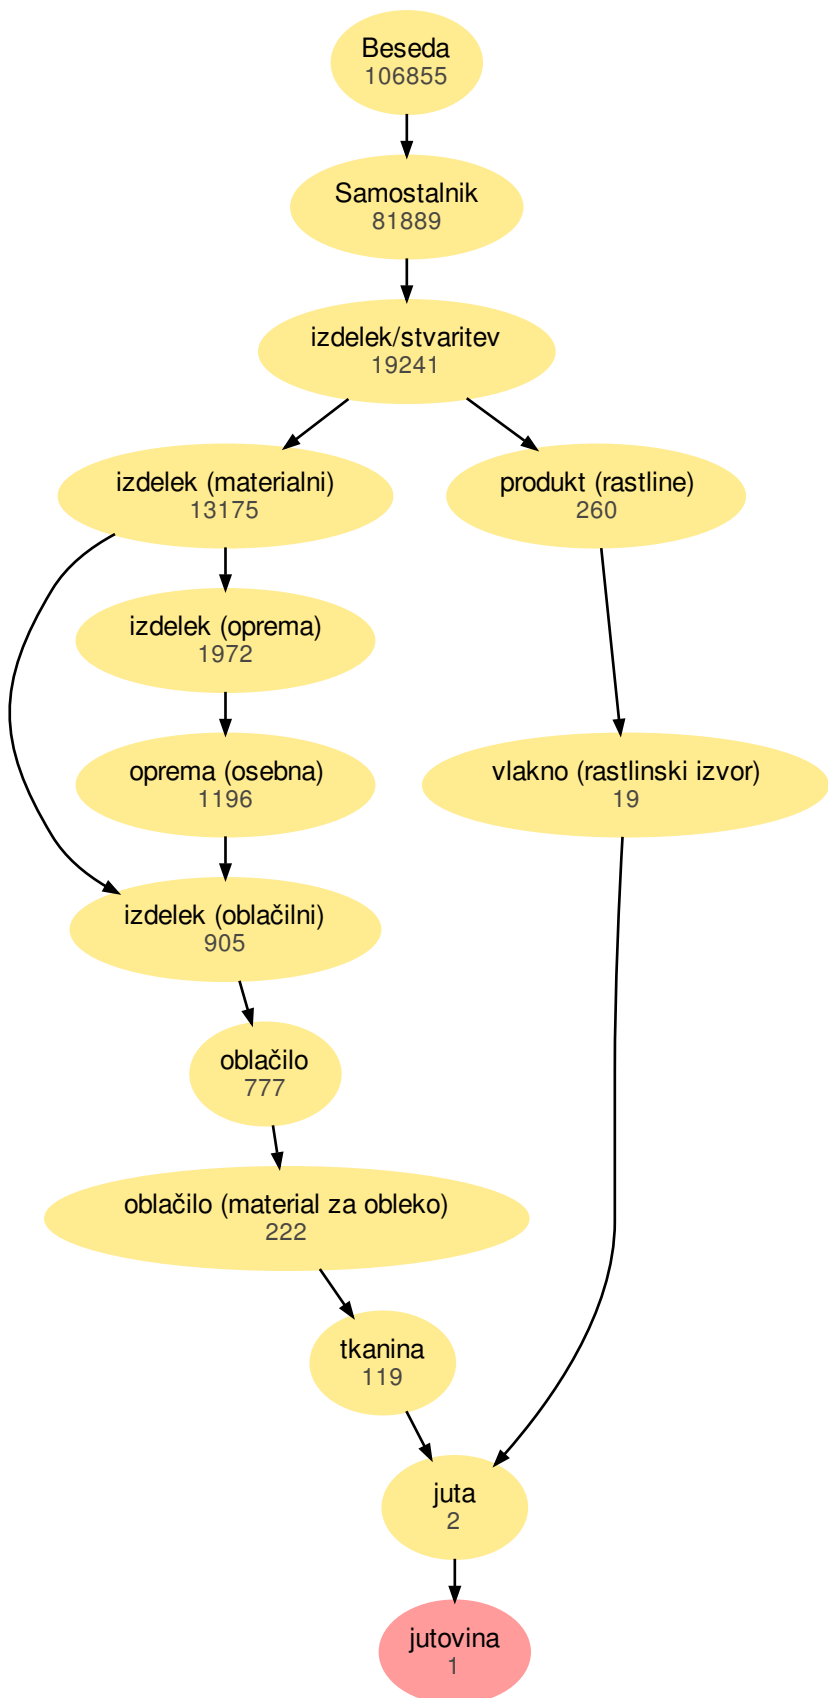 Beseda
106855
Samostalnik
81889
izdelek/stvaritev
19241
izdelek (materialni)
13175
produkt (rastline)
260
izdelek (oprema)
1972
oprema (osebna)
1196
vlakno (rastlinski izvor)
19
izdelek (oblačilni)
905
oblačilo
777
oblačilo (material za obleko)
222
tkanina
119
juta
2
jutovina
1